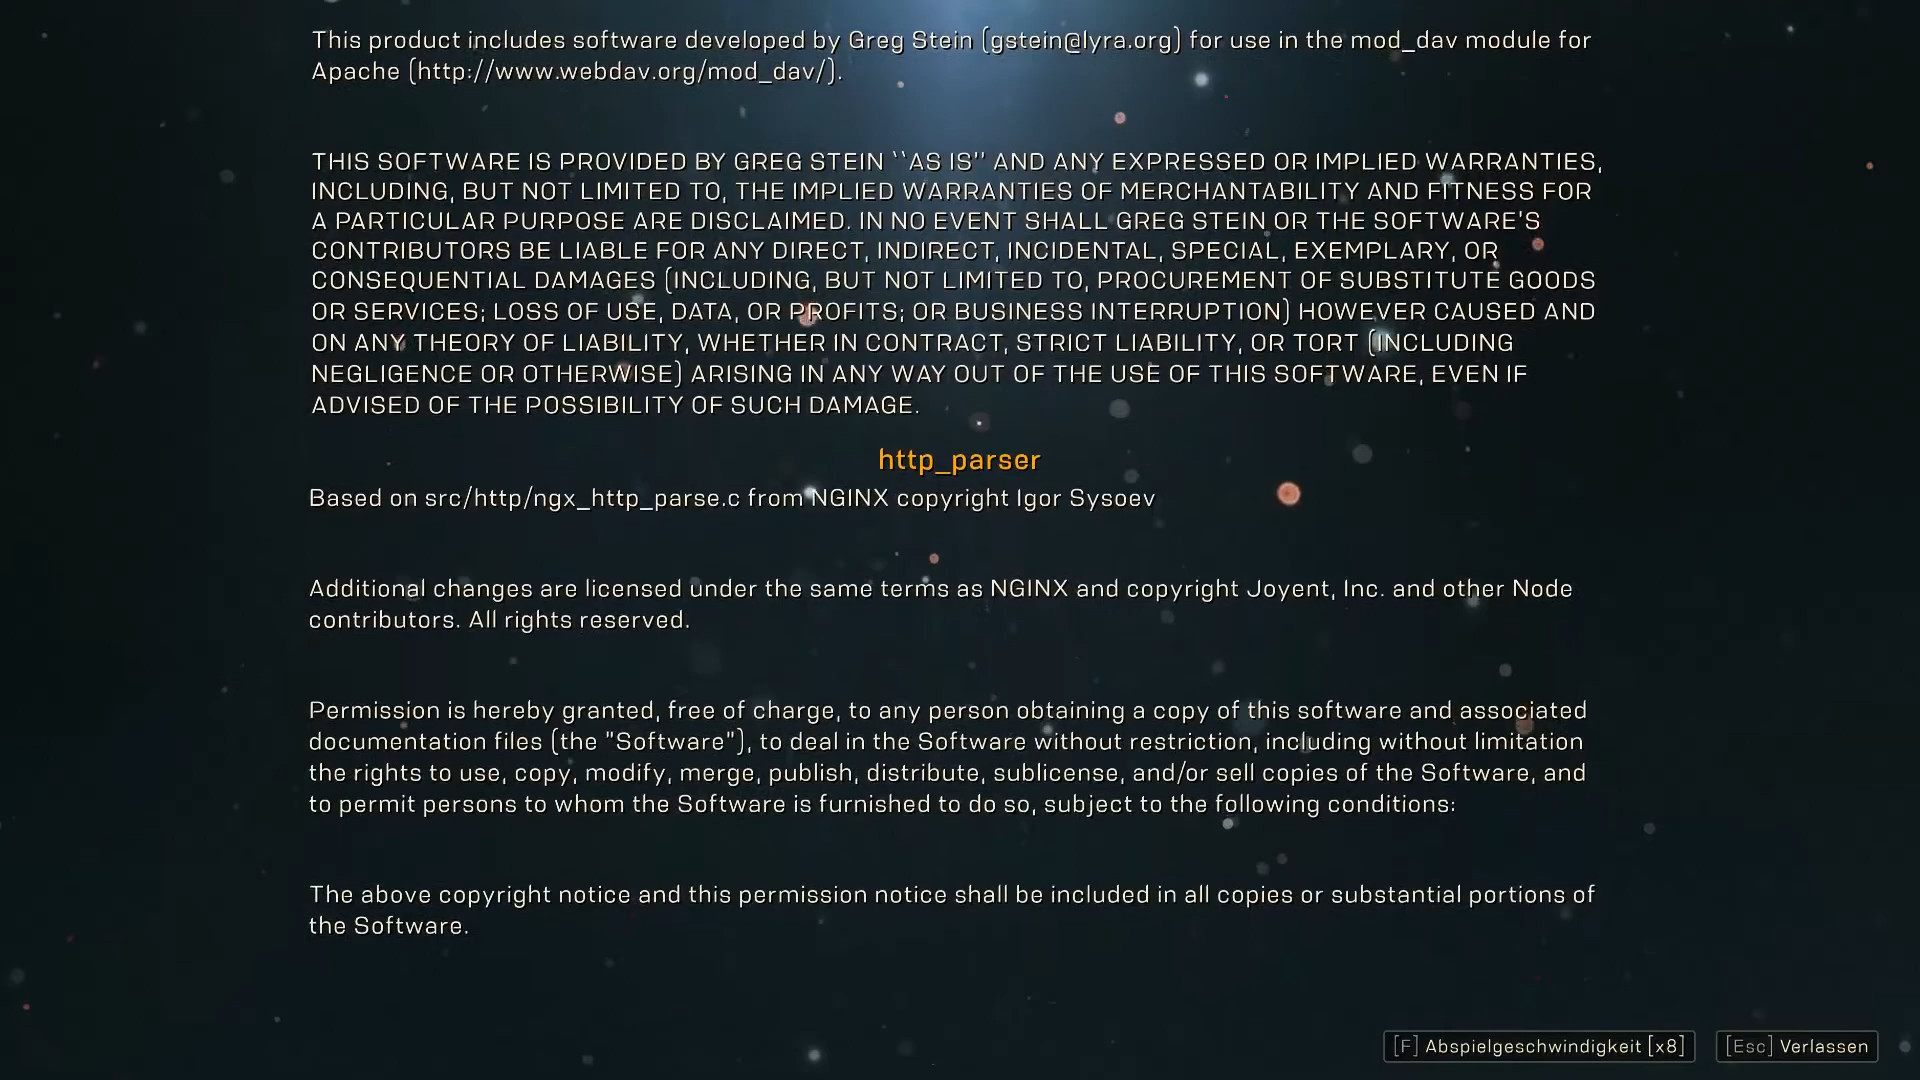 This product includes software developed by Greg Stein (gstein@lyra.org) for use in the mod_dav module for
Apache (http://www.webdav.org/mod_dav/).
THIS SOFTWARE IS PROVIDED BY GREG STEIN ``AS IS'' AND ANY EXPRESSED OR IMPLIED WARRANTIES,
INCLUDING, BUT NOT LIMITED TO, THE IMPLIED WARRANTIES OF MERCHANTABILITY AND FITNESS FOR
A PARTICULAR PURPOSE ARE DISCLAIMED. IN NO EVENT SHALL GREG STEIN OR THE SOFTWARE'S
CONTRIBUTORS BE LIABLE FOR ANY DIRECT, INDIRECT, INCIDENTAL, SPECIAL, EXEMPLARY, OR
CONSEQUENTIAL DAMAGES (INCLUDING, BUT NOT LIMITED TO, PROCUREMENT OF SUBSTITUTE GOODS
OR SERVICES; LOSS OF USE, DATA, OR PROFITS; OR BUSINESS INTERRUPTION) HOWEVER CAUSED AND
ON ANY THEORY OF LIABILITY, WHETHER IN CONTRACT, STRICT LIABILITY, OR TORT (INCLUDING
NEGLIGENCE OR OTHERWISE) ARISING IN ANY WAY OUT OF THE USE OF THIS SOFTWARE, EVEN IF
ADVISED OF THE POSSIBILITY OF SUCH DAMAGE.
http_parser
Based on src/http/ngx_http_parse.c from NGINX copyright Igor Sysoev
Additional changes are licensed under the same terms as NGINX and copyright Joyent, Inc. and other Node
contributors. All rights reserved.
Permission is hereby granted, free of charge, to any person obtaining a copy of this software and associated
documentation files (the "Software"), to deal in the Software without restriction, including without limitation
the rights to use, copy, modify, merge, publish, distribute, sublicense, and/or sell copies of the Software, and
to permit persons to whom the Software is furnished to do so, subject to the following conditions:
The above copyright notice and this permission notice shall be included in all copies or substantial portions of
the Software.
[F] Abspielgeschwindigkeit [x8] [Esc] Verlassen